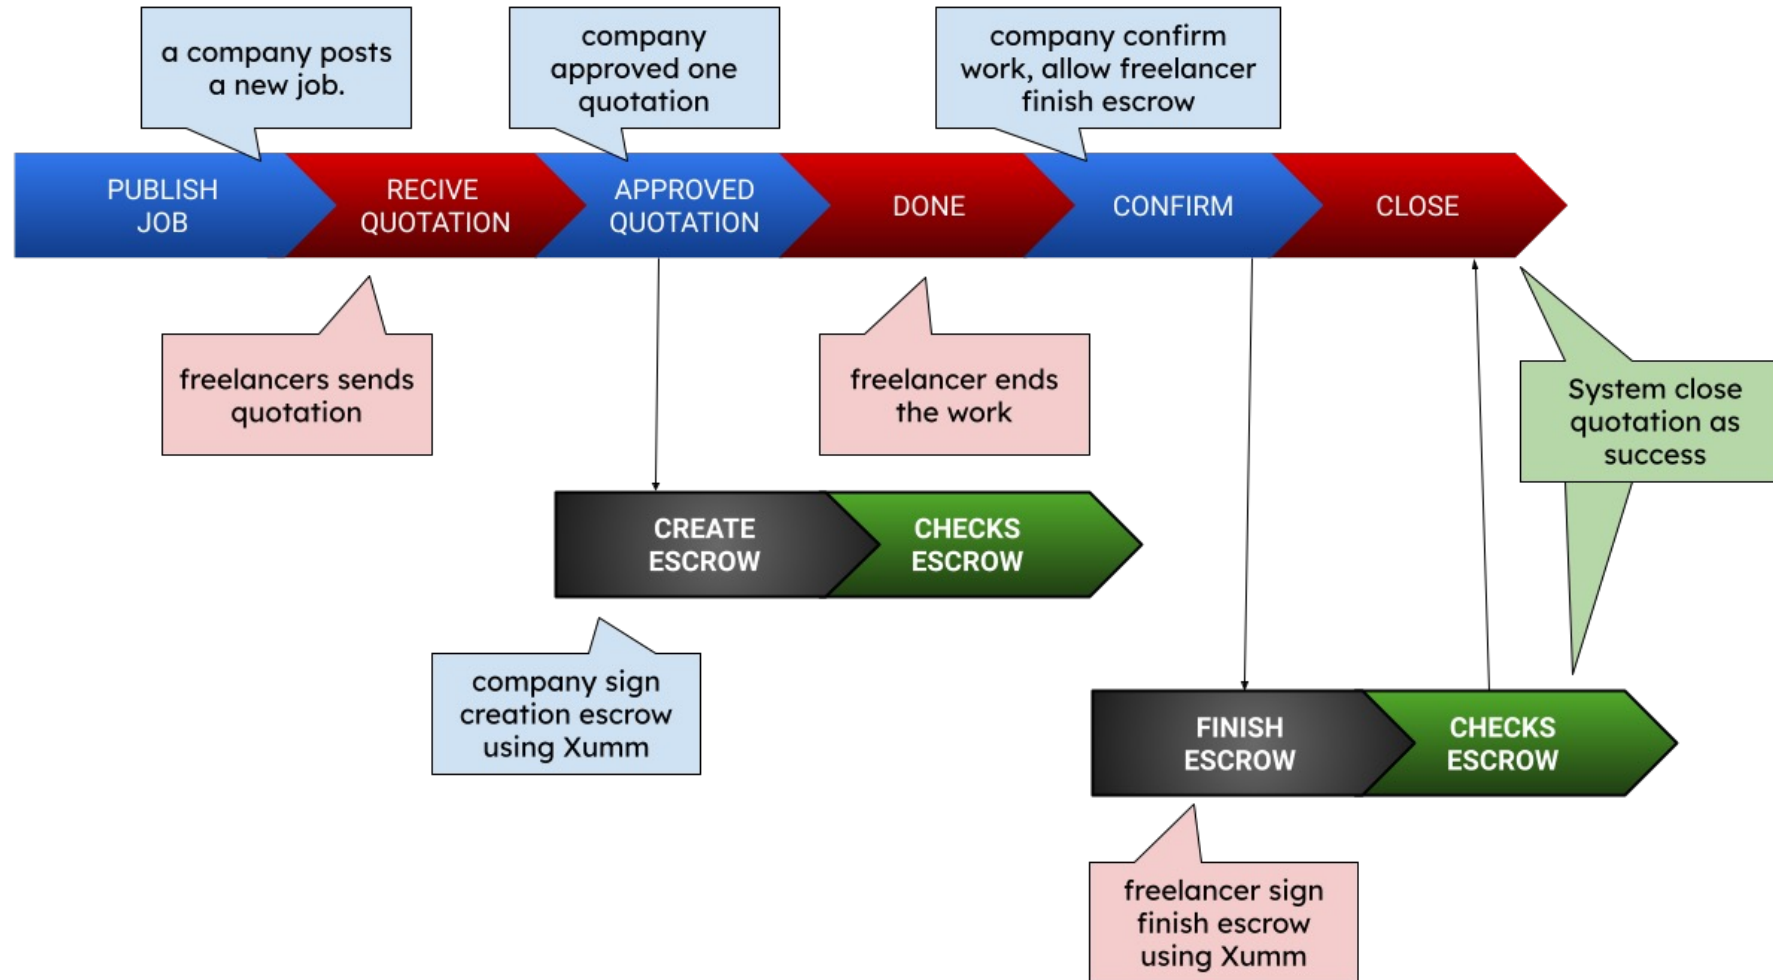 a company posts
a new job.
company
approved one
quotation
company confirm
work, allow freelancer
finish escrow
PUBLISH
JOB
RECIVE
QUOTATION
APPROVED
QUOTATION
DONE
CONFIRM
CLOSE
freelancers sends
quotation
freelancer ends
the work
System close
quotation as
success
CREATE
ESCROW
CHECKS
ESCROW
company sign
creation escrow
using Xumm
FINISH
ESCROW
CHECKS
ESCROW
freelancer sign
finish escrow
using Xumm